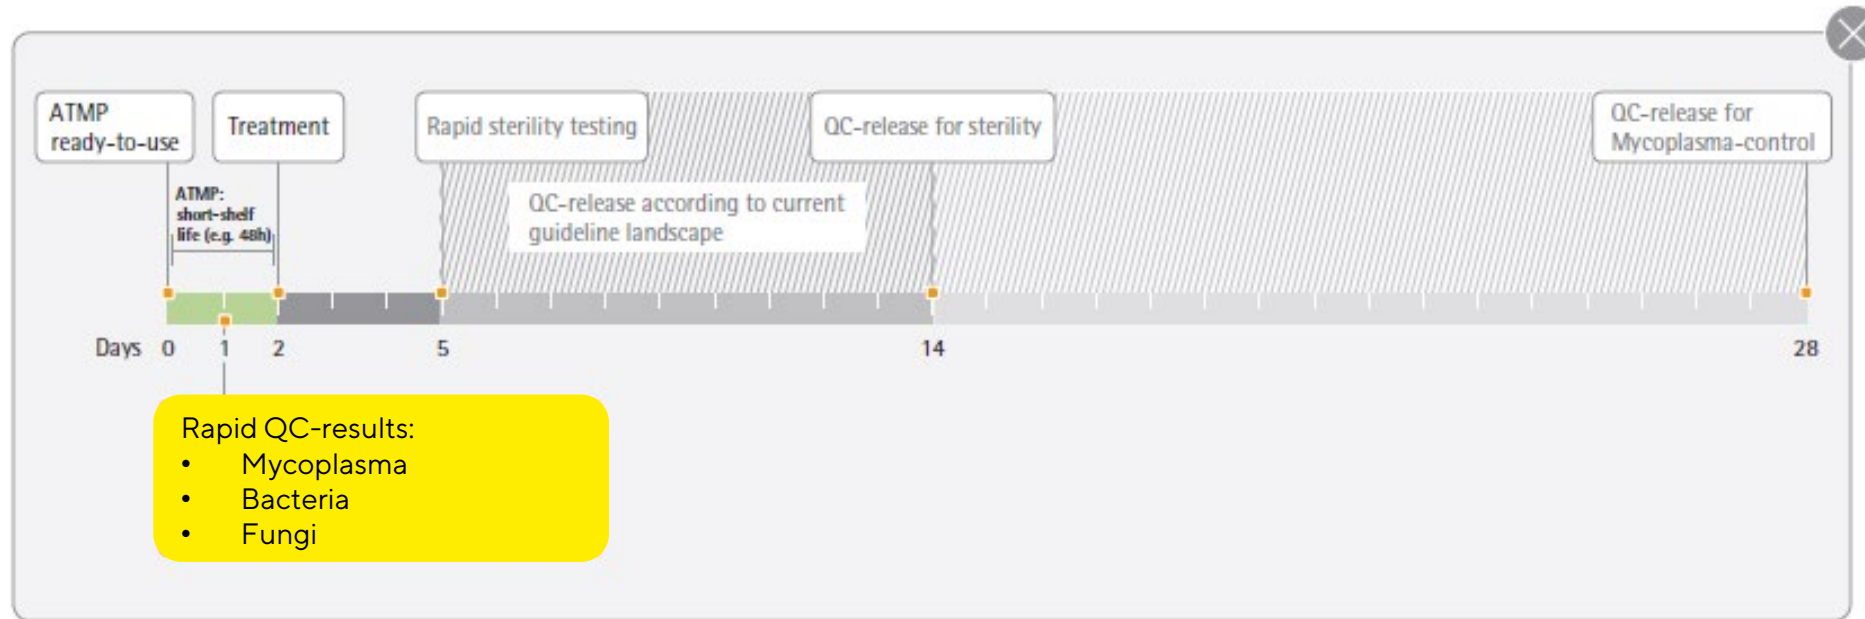 ATMP
ready-to-use
Treatment
Rapid sterility testing
QC-release for sterility
QC-release for
Mycoplasma-control
ATMP:
short-shelf
life (e.g. 48h)
QC-release according to current
guideline landscape
Days 0 1 2 5 14 28
Rapid QC-results:
• Mycoplasma
• Bacteria
• Fungi